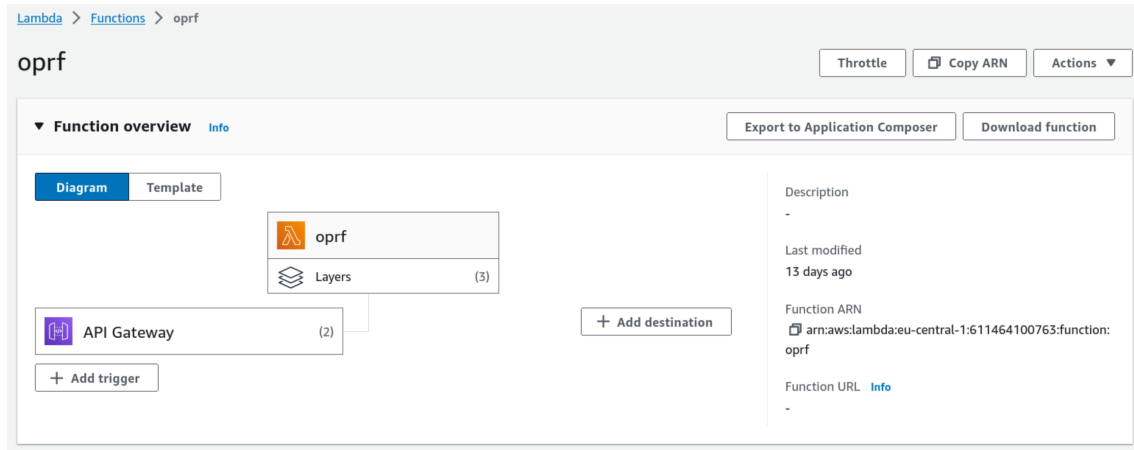 Lambda > Functions > oprf
oprf
Throttle
Copy ARN
Actions ▼
▼ Function overview Info
Export to Application Composer
Download function
Diagram
Template
oprf
Layers (3)
API Gateway (2)
+ Add trigger
+ Add destination
Description
-
Last modified
13 days ago
Function ARN
arn:aws:lambda:eu-central-1:611464100763:function:
oprf
Function URL Info
-